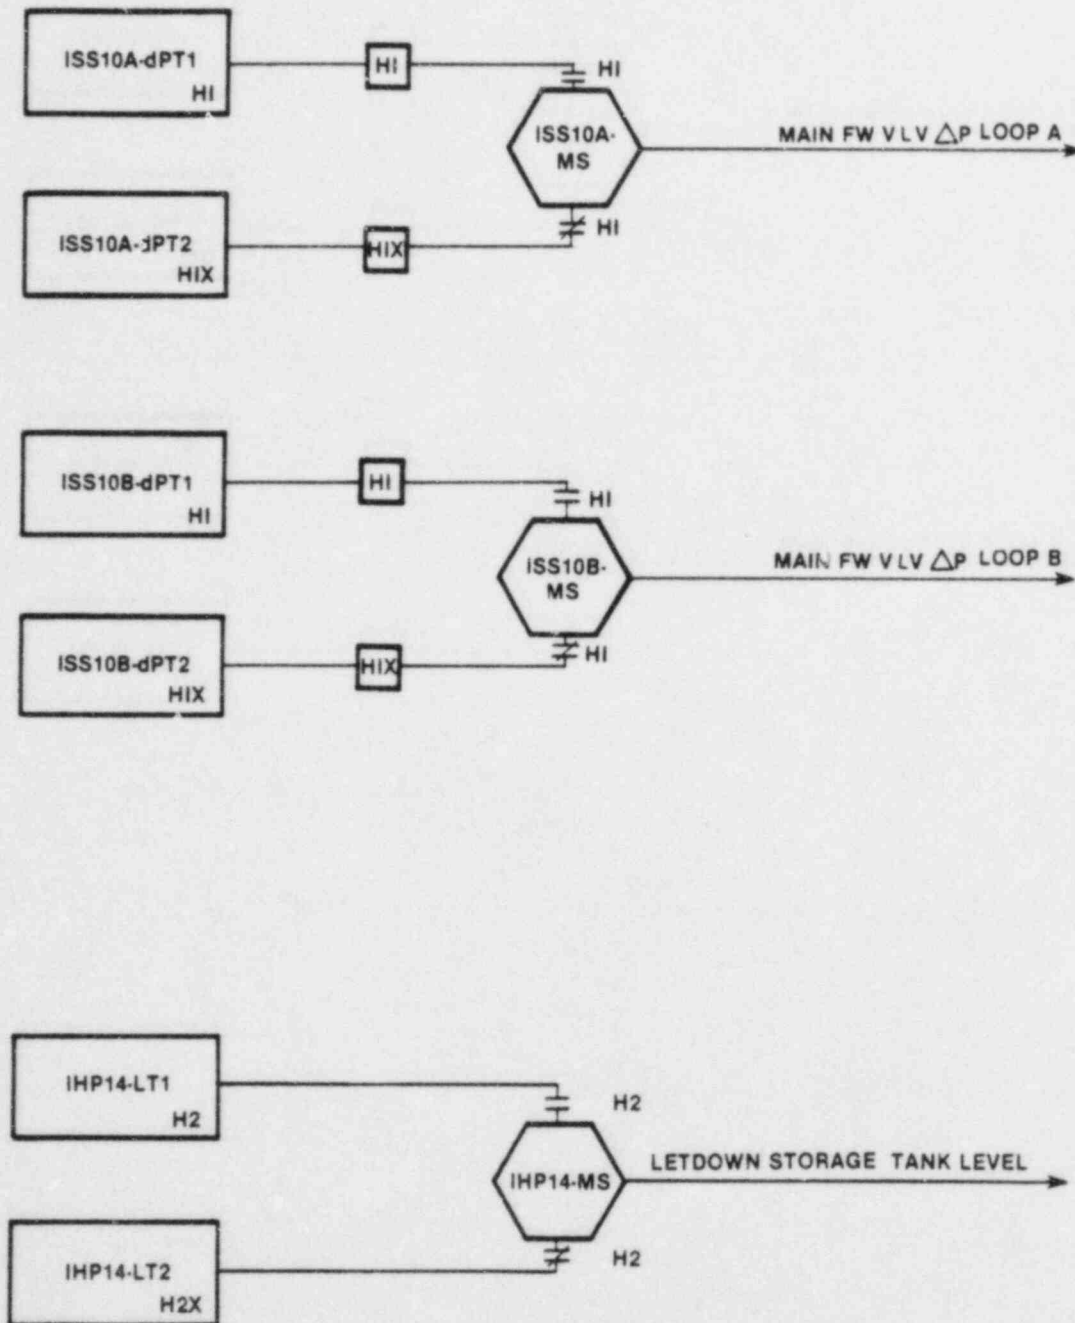 ISS10A-dPT1
HI
HI
HI
ISS10A-
MS
MAIN FW VLV △P LOOP A
ISS10A-dPT2
HIX
HIX
HI
ISS10B-dPT1
HI
HI
HI
ISS10B-
MS
MAIN FW VLV △P LOOP B
ISS10B-dPT2
HIX
HIX
HI
IHP14-LT1
H2
H2
IHP14-MS
LETDOWN STORAGE TANK LEVEL
IHP14-LT2
H2X
H2